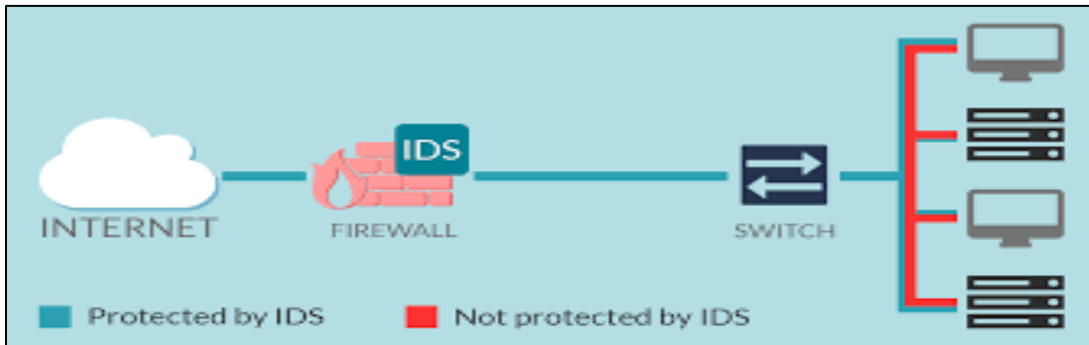 IDS
INTERNET
FIREWALL
SWITCH
Protected by IDS
Not protected by IDS